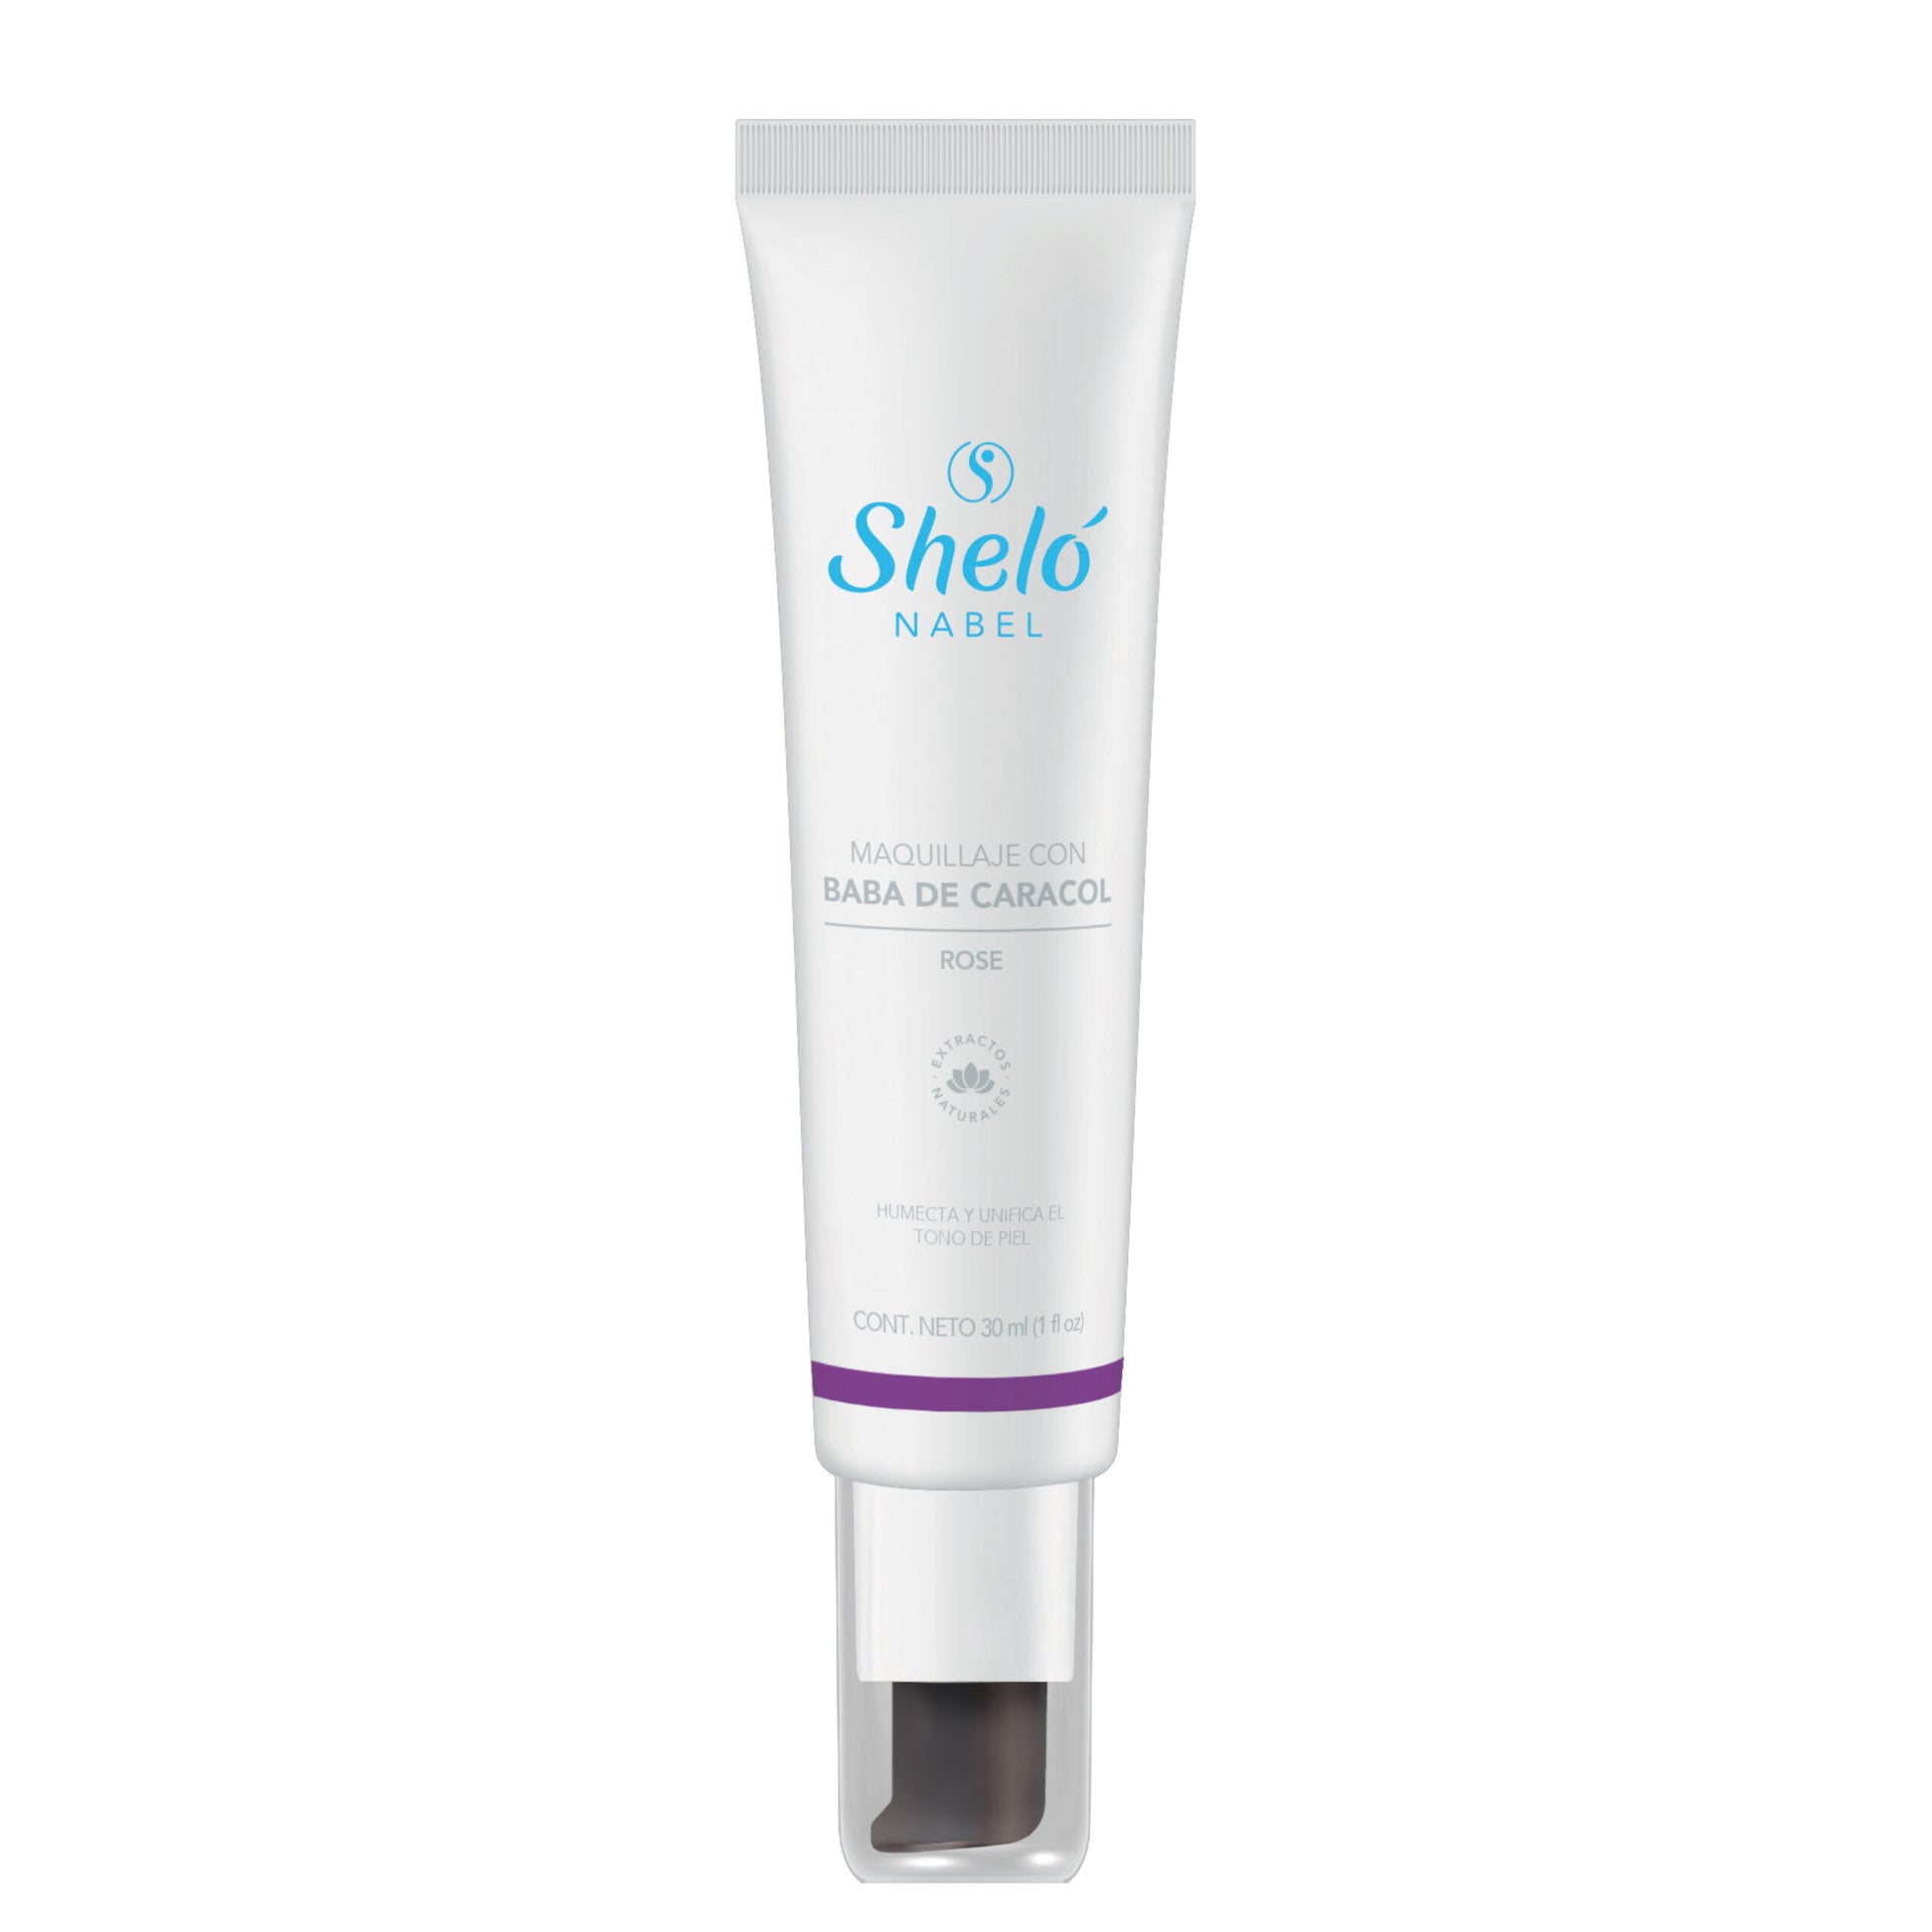 Sheló
NABEL
MAQUILLAJE CON
BABA DE CARACOL
ROSE
EXTRACTOS
NATURALES
HUMECTA Y UNIFICA EL
TONO DE PIEL
CONT. NETO 30 ml (1 fl oz)